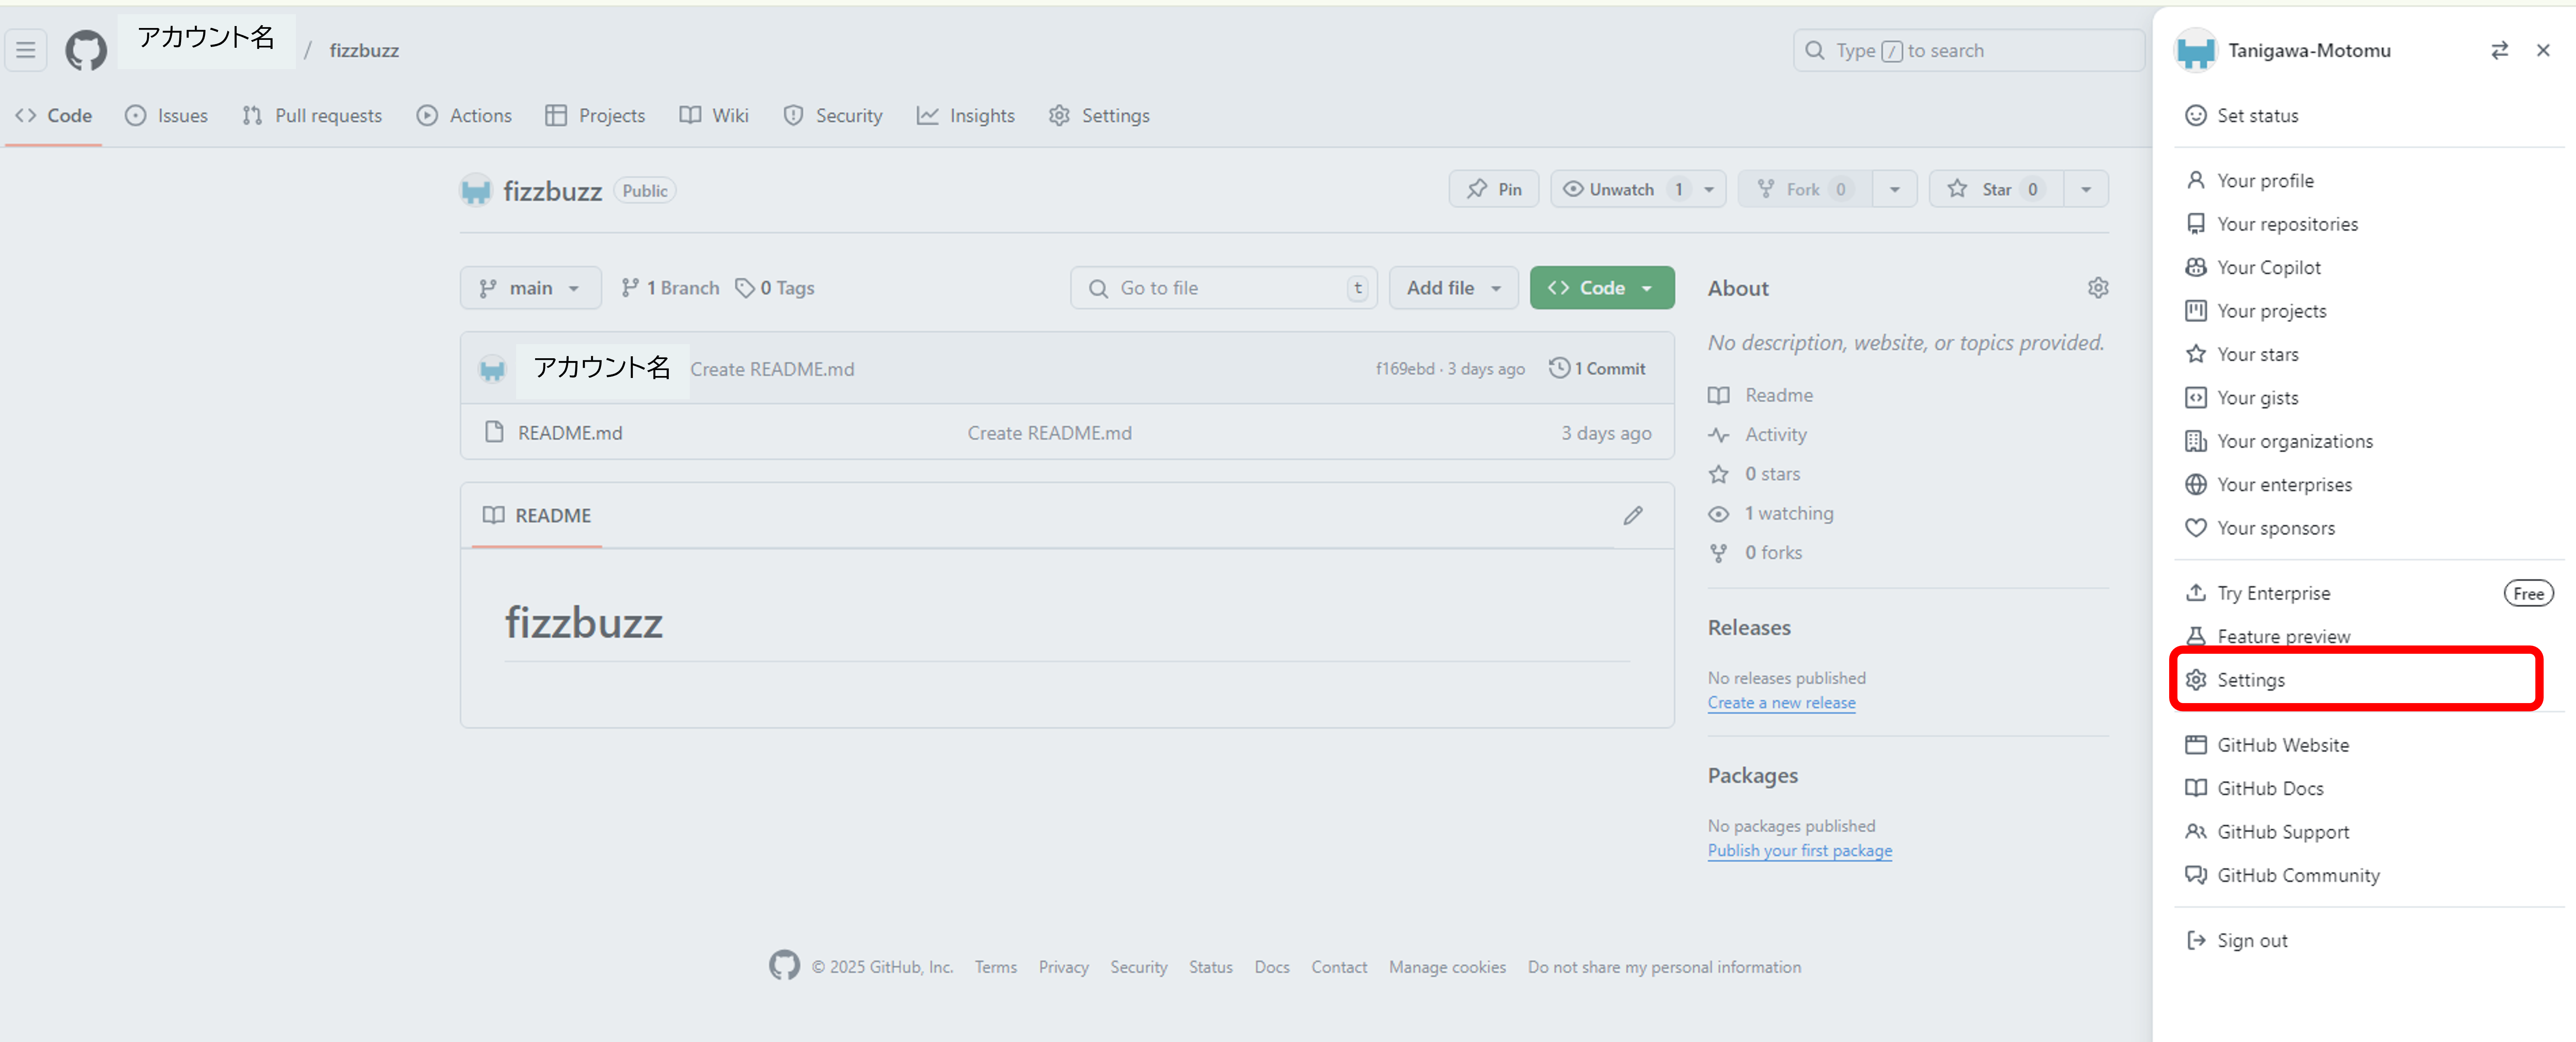 アカウント名 / fizzbuzz
Type / to search
Code Issues Pull requests Actions Projects Wiki Security Insights Settings
fizzbuzz Public
Pin Unwatch 1 Fork 0 Star 0
main 1 Branch 0 Tags Go to file t Add file Code
アカウント名 Create README.md f169ebd · 3 days ago 1 Commit
README.md Create README.md 3 days ago
README
fizzbuzz
About
No description, website, or topics provided.
Readme
Activity
0 stars
1 watching
0 forks
Releases
No releases published
Create a new release
Packages
No packages published
Publish your first package
© 2025 GitHub, Inc. Terms Privacy Security Status Docs Contact Manage cookies Do not share my personal information
Tanigawa-Motomu
Set status
Your profile
Your repositories
Your Copilot
Your projects
Your stars
Your gists
Your organizations
Your enterprises
Your sponsors
Try Enterprise Free
Feature preview
Settings
GitHub Website
GitHub Docs
GitHub Support
GitHub Community
Sign out